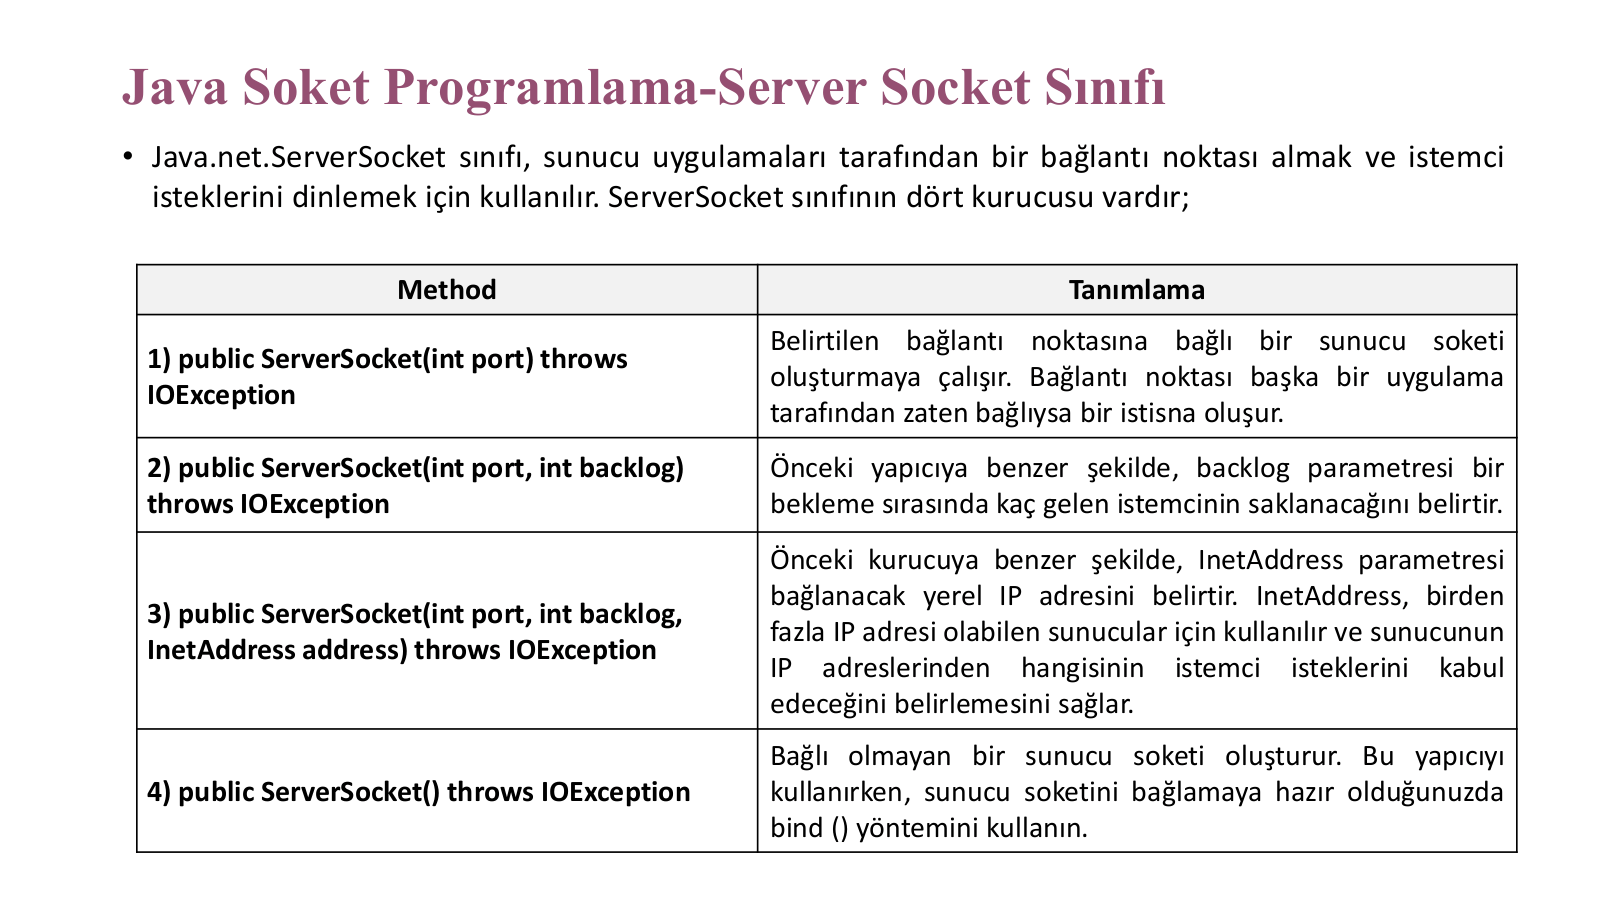 Java Soket Programlama-Server Socket Sınıfı
• Java.net.ServerSocket sınıfı, sunucu uygulamaları tarafından bir bağlantı noktası almak ve istemci
isteklerini dinlemek için kullanılır. ServerSocket sınıfının dört kurucusu vardır;
Method
Tanımlama
1) public ServerSocket(int port) throws
IOException
Belirtilen bağlantı noktasına bağlı bir sunucu soketi
oluşturmaya çalışır. Bağlantı noktası başka bir uygulama
tarafından zaten bağlıysa bir istisna oluşur.
2) public ServerSocket(int port, int backlog)
throws IOException
Önceki yapıcıya benzer şekilde, backlog parametresi bir
bekleme sırasında kaç gelen istemcinin saklanacağını belirtir.
3) public ServerSocket(int port, int backlog,
InetAddress address) throws IOException
Önceki kurucuya benzer şekilde, InetAddress parametresi
bağlanacak yerel IP adresini belirtir. InetAddress, birden
fazla IP adresi olabilen sunucular için kullanılır ve sunucunun
IP adreslerinden hangisinin istemci isteklerini kabul
edeceğini belirlemesini sağlar.
4) public ServerSocket() throws IOException
Bağlı olmayan bir sunucu soketi oluşturur. Bu yapıcıyı
kullanırken, sunucu soketini bağlamaya hazır olduğunuzda
bind () yöntemini kullanın.